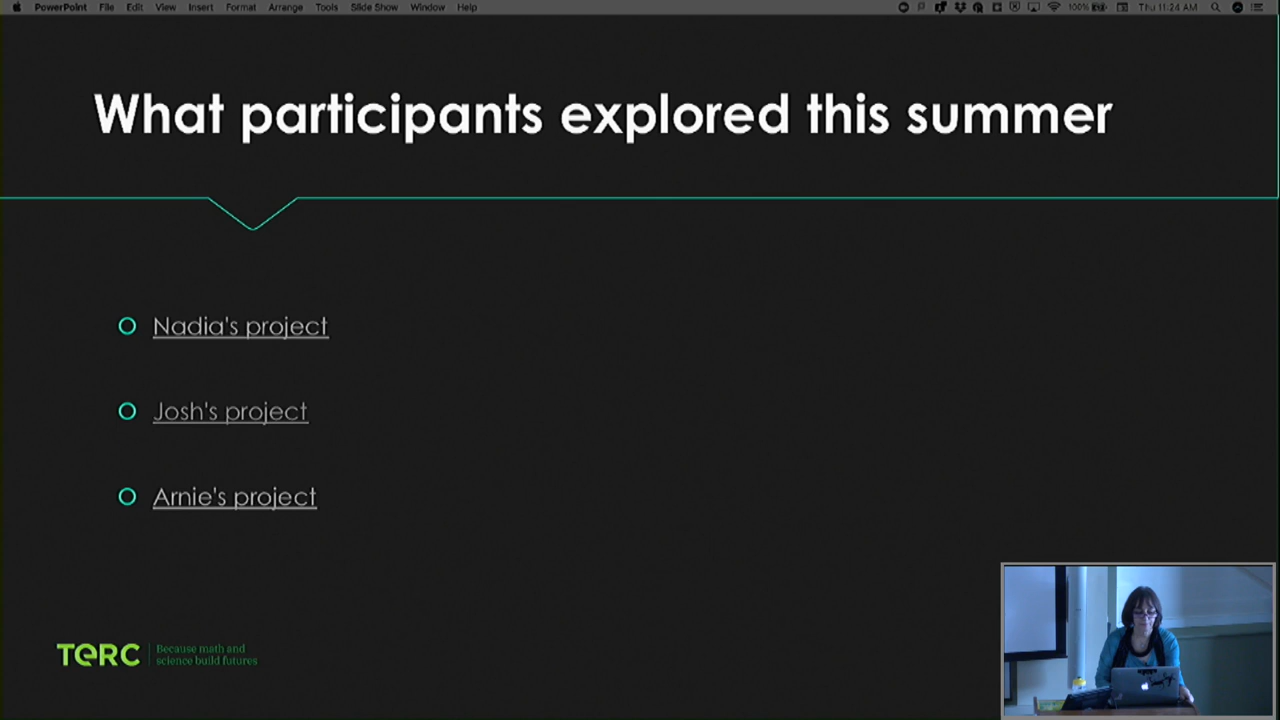 PowerPoint File Edit View Insert Format Arrange Tools Slide Show Window Help 100% Thu 11:24 AM
What participants explored this summer
Nadia's project
Josh's project
Arnie's project
TERC
Because math and
science build futures